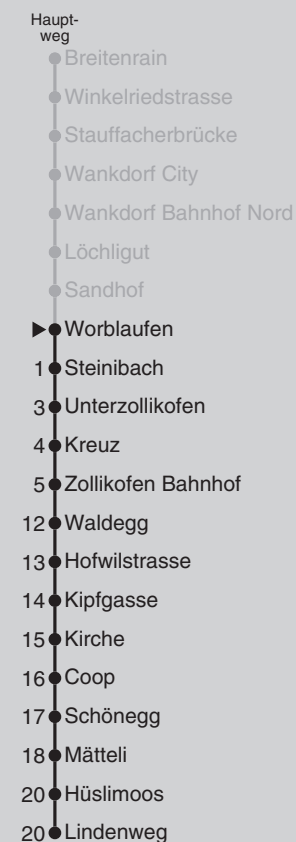 Haupt-
weg
Breitenrain
Winkelriedstrasse
Stauffacherbrücke
Wankdorf City
Wankdorf Bahnhof Nord
Löchligut
Sandhof
Worblaufen
1 Steinibach
3 Unterzollikofen
4 Kreuz
5 Zollikofen Bahnhof
12 Waldegg
13 Hofwilstrasse
14 Kipfgasse
15 Kirche
16 Coop
17 Schönegg
18 Mätteli
20 Hüslimoos
20 Lindenweg